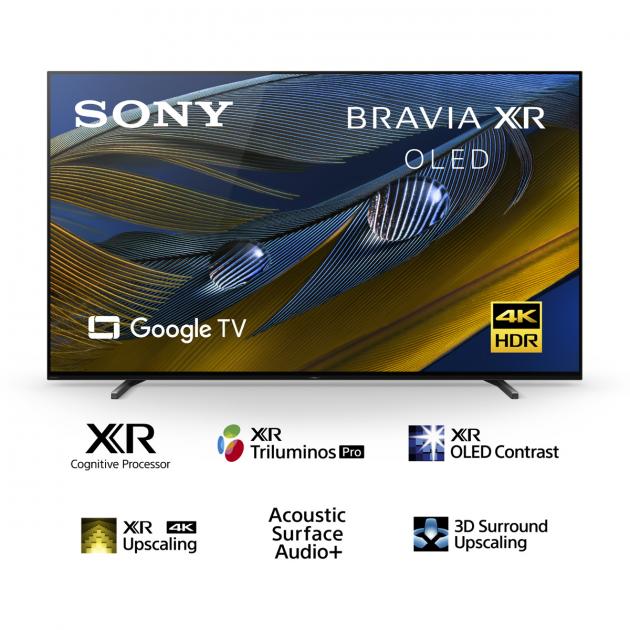 SONY
BRAVIA XR
OLED
Google TV
4K
HDR
XR
Cognitive Processor
XR
Triluminos Pro
XR
OLED Contrast
XR 4K
Upscaling
Acoustic
Surface
Audio+
3D Surround
Upscaling